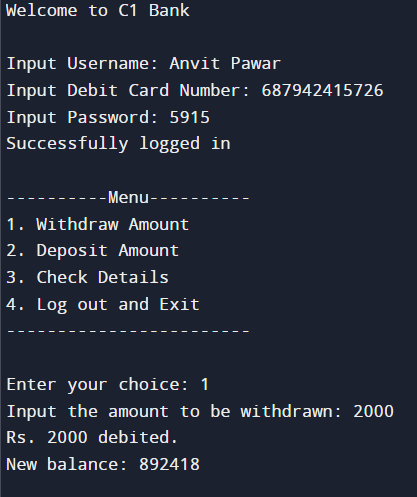 Welcome to C1 Bank
Input Username: Anvit Pawar
Input Debit Card Number: 687942415726
Input Password: 5915
Successfully logged in
----------Menu----------
1. Withdraw Amount
2. Deposit Amount
3. Check Details
4. Log out and Exit
------------------------
Enter your choice: 1
Input the amount to be withdrawn: 2000
Rs. 2000 debited.
New balance: 892418